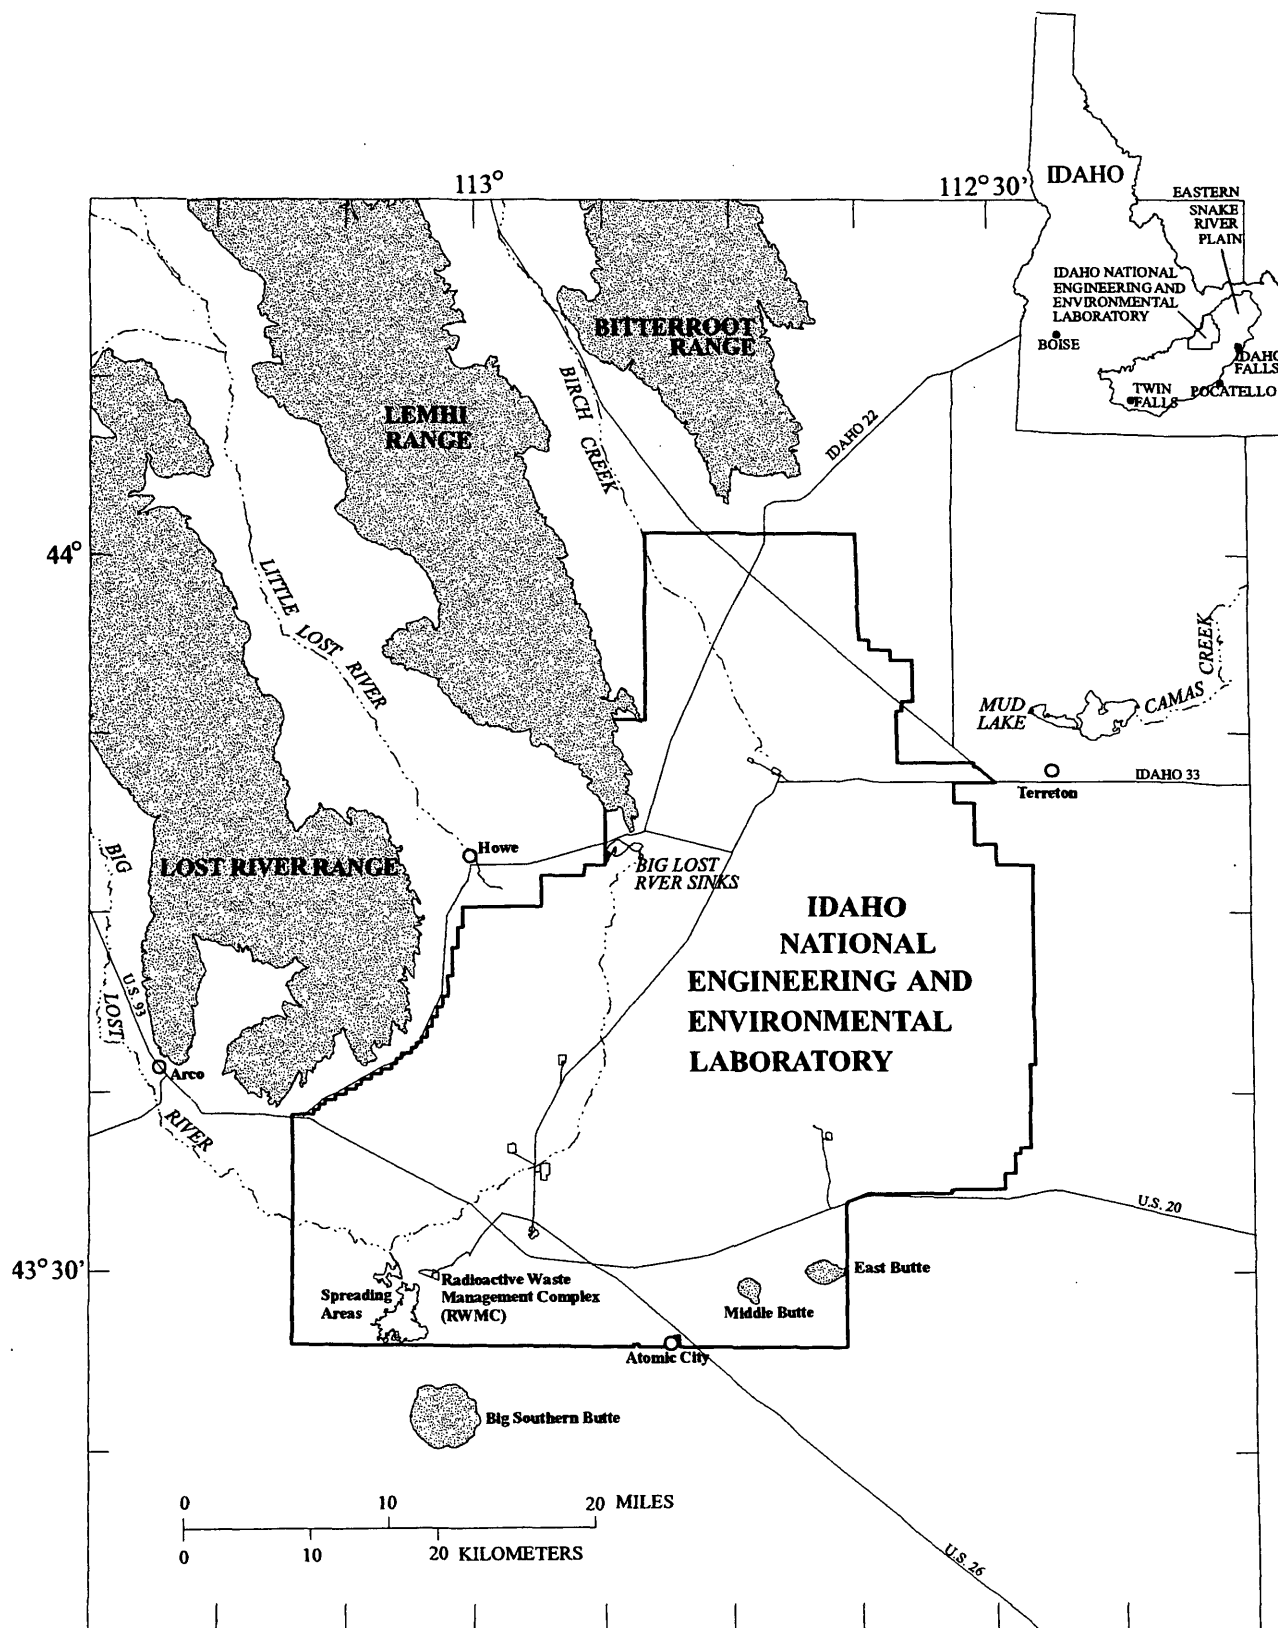 113°
112°30'
IDAHO
EASTERN
SNAKE
RIVER
PLAIN
IDAHO NATIONAL
ENGINEERING AND
ENVIRONMENTAL
LABORATORY
BOISE
IDAHO
FALLS
TWIN
FALLS
POCATELLO
BITTERROOT
RANGE
BIRCH CREEK
LEMHI
RANGE
IDAHO 22
44°
LITTLE LOST RIVER
CAMAS CREEK
MUD
LAKE
IDAHO 33
Terreton
Howe
BIG LOST
RVER SINKS
LOST RIVER RANGE
BIG LOST RIVER
U.S. 93
Arco
IDAHO
NATIONAL
ENGINEERING AND
ENVIRONMENTAL
LABORATORY
U.S. 20
43°30'
Spreading
Areas
Radioactive Waste
Management Complex
(RWMC)
East Butte
Middle Butte
Atomic City
Big Southern Butte
0 10 20 MILES
0 10 20 KILOMETERS
U.S. 26